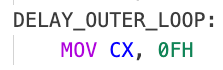 DELAY_OUTER_LOOP:
MOV CX, 0FH